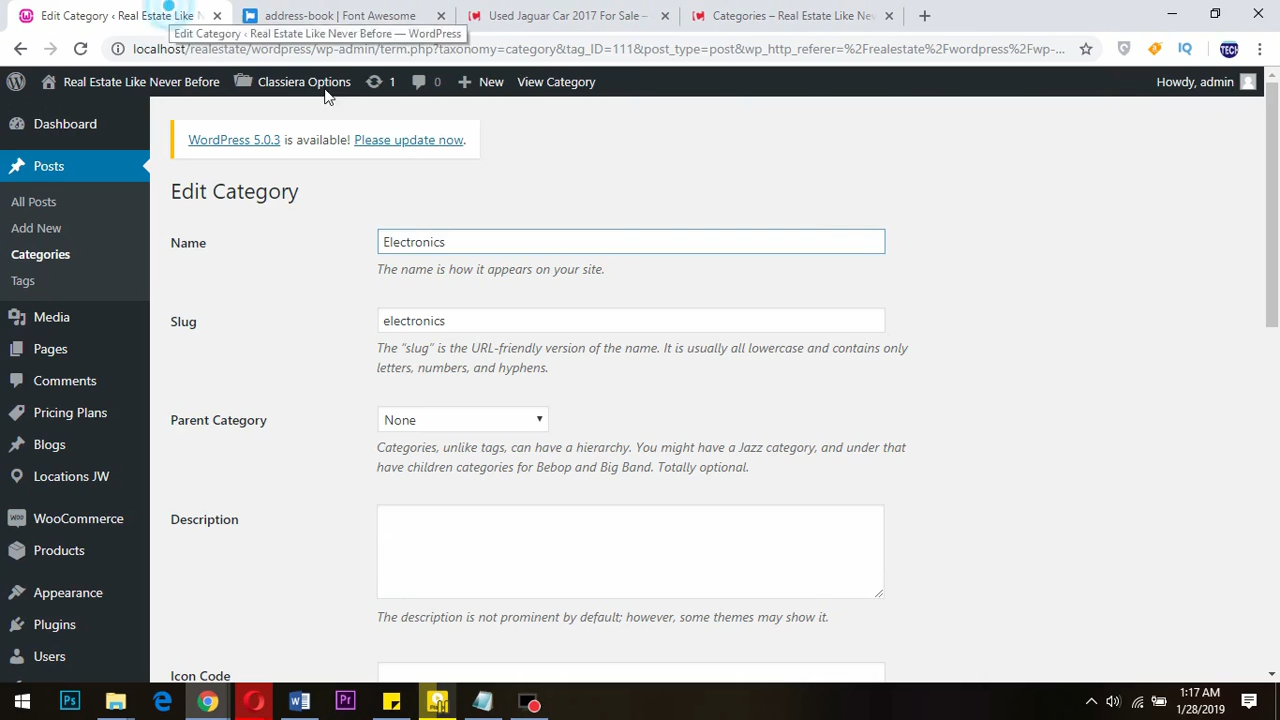 Edit Category ‹ Real Estate Like N
address-book | Font Awesome
Used Jaguar Car 2017 For Sale –
Categories – Real Estate Like Nev
Edit Category ‹ Real Estate Like Never Before — WordPress
localhost/realestate/wordpress/wp-admin/term.php?taxonomy=category&tag_ID=111&post_type=post&wp_http_referer=%2Frealestate%2Fwordpress%2Fwp-...
Real Estate Like Never Before
Classiera Options
1
0
New
View Category
Howdy, admin
Dashboard
Posts
All Posts
Add New
Categories
Tags
Media
Pages
Comments
Pricing Plans
Blogs
Locations JW
WooCommerce
Products
Appearance
Plugins
Users
WordPress 5.0.3 is available! Please update now.
Edit Category
Name
Electronics
The name is how it appears on your site.
Slug
electronics
The “slug” is the URL-friendly version of the name. It is usually all lowercase and contains only
letters, numbers, and hyphens.
Parent Category
None
Categories, unlike tags, can have a hierarchy. You might have a Jazz category, and under that
have children categories for Bebop and Big Band. Totally optional.
Description
The description is not prominent by default; however, some themes may show it.
Icon Code
1:17 AM
1/28/2019